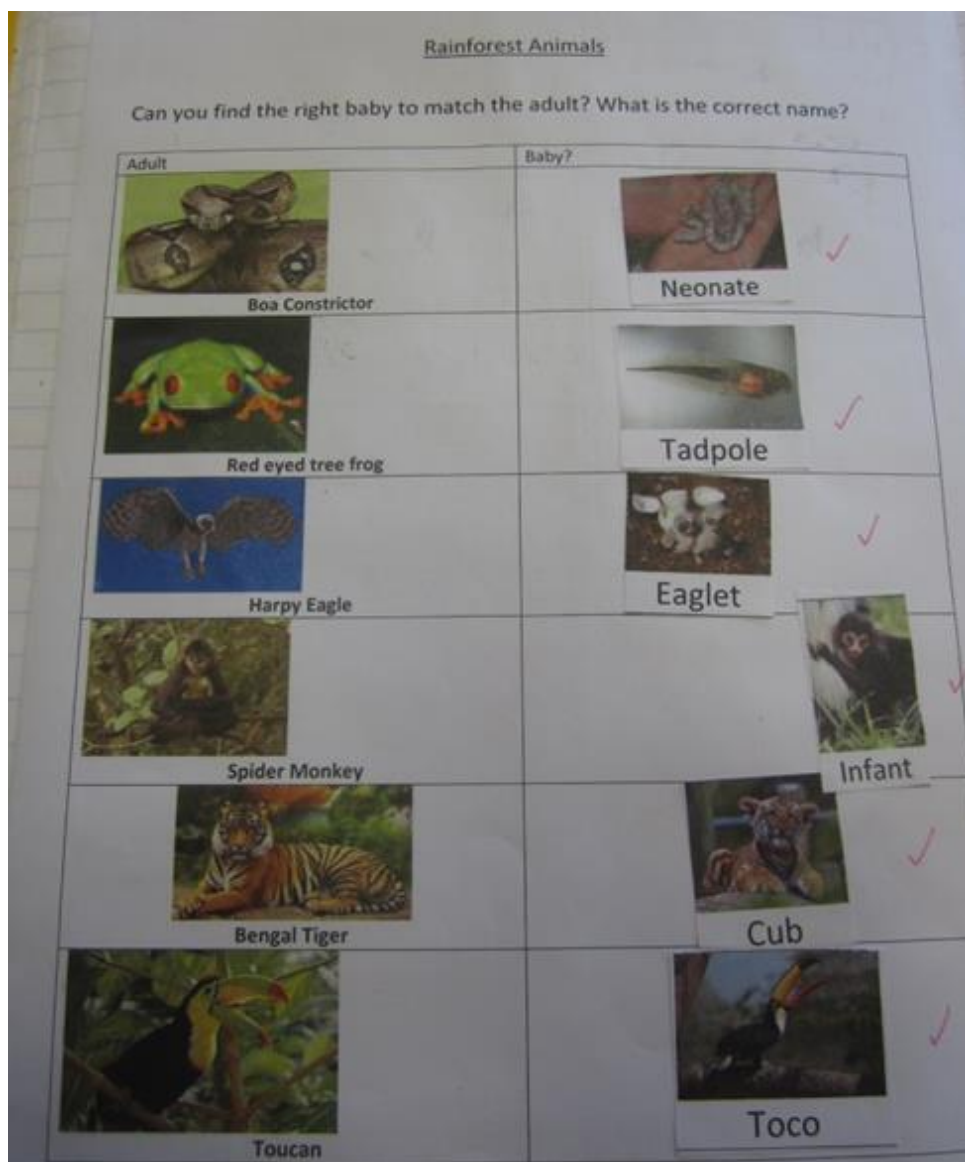 Rainforest Animals
Can you find the right baby to match the adult? What is the correct name?
Adult
Baby?
Boa Constrictor
Neonate
Red eyed tree frog
Tadpole
Harpy Eagle
Eaglet
Spider Monkey
Infant
Bengal Tiger
Cub
Toucan
Toco